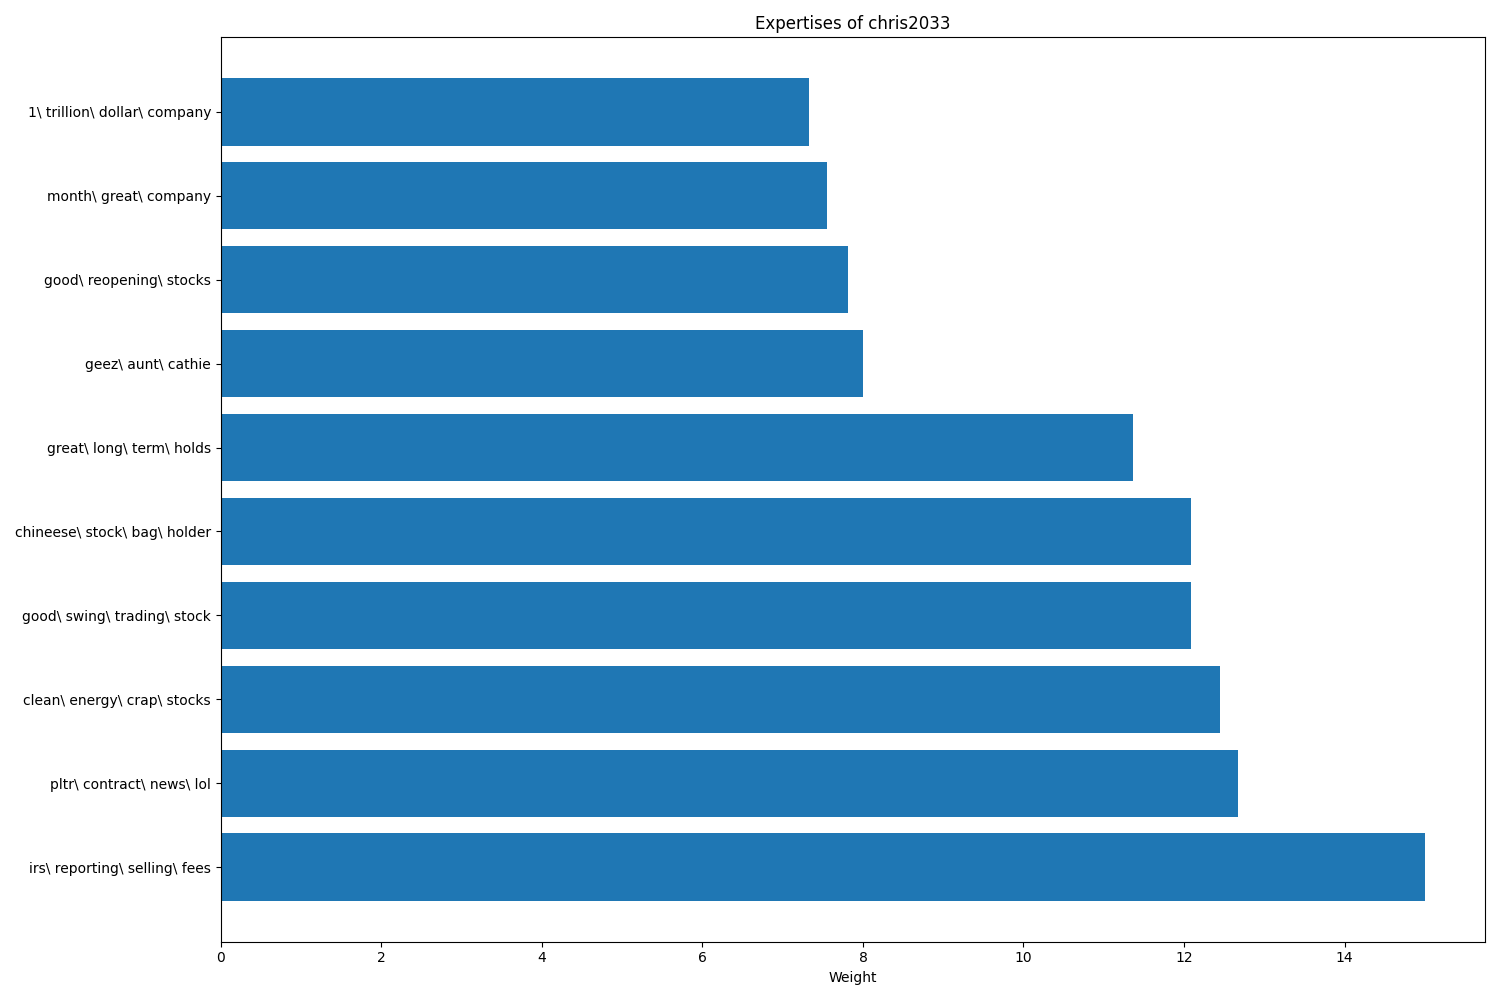 Expertises of chris2033
1\ trillion\ dollar\ company
month\ great\ company
good\ reopening\ stocks
geez\ aunt\ cathie
great\ long\ term\ holds
chineese\ stock\ bag\ holder
good\ swing\ trading\ stock
clean\ energy\ crap\ stocks
pltr\ contract\ news\ lol
irs\ reporting\ selling\ fees
0 2 4 6 8 10 12 14
Weight